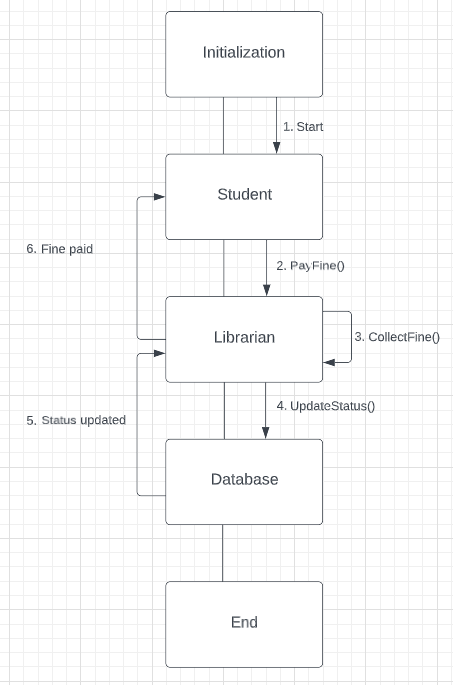 Initialization
1. Start
Student
6. Fine paid
2. PayFine()
Librarian
3. CollectFine()
4. UpdateStatus()
5. Status updated
Database
End